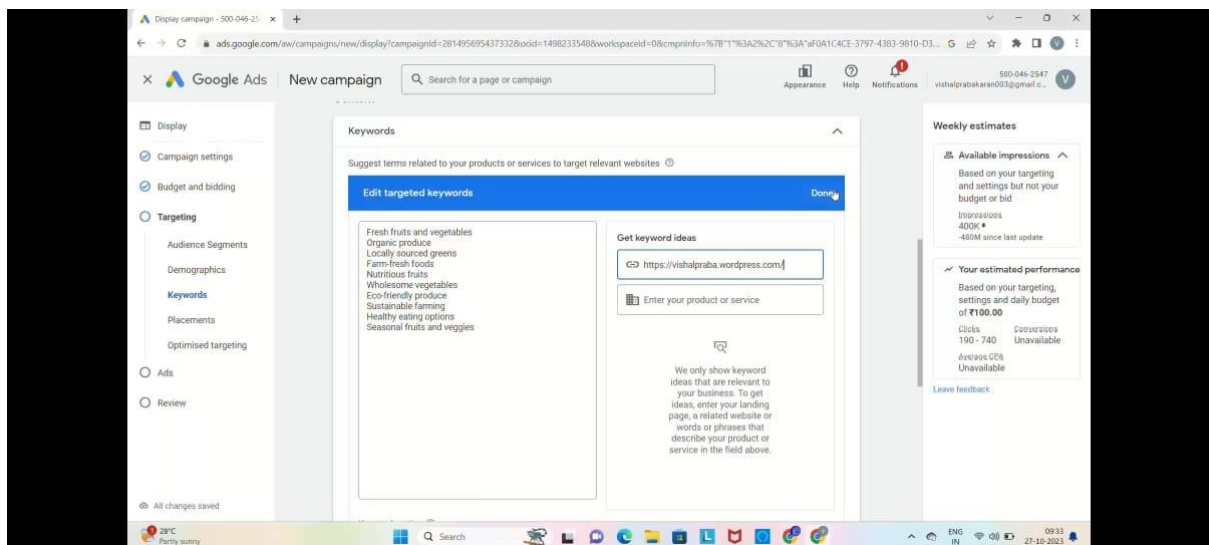 Display campaign - 500-046-25
ads.google.com/aw/campaigns/new/display?campaignId=281495695437332&ocid=1498233548&workspaceid=0&cmpnInfo=%7B"1"%3A2%2C"8"%3A"aF0A1C4CE-3797-4383-9810-D3...
Google Ads
New campaign
Search for a page or campaign
Appearance
Help
Notifications
500-046-2547
vishalprabakaran003@gmail.c...
V
Display
Campaign settings
Budget and bidding
Targeting
Audience Segments
Demographics
Keywords
Placements
Optimised targeting
Ads
Review
All changes saved
Keywords
Suggest terms related to your products or services to target relevant websites
Edit targeted keywords
Done
Fresh fruits and vegetables
Organic produce
Locally sourced greens
Farm-fresh foods
Nutritious fruits
Wholesome vegetables
Eco-friendly produce
Sustainable farming
Healthy eating options
Seasonal fruits and veggies
Get keyword ideas
https://vishalpraba.wordpress.com/
Enter your product or service
We only show keyword
ideas that are relevant to
your business. To get
ideas, enter your landing
page, a related website or
words or phrases that
describe your product or
service in the field above.
Weekly estimates
Available impressions
Based on your targeting
and settings but not your
budget or bid
Impressions
400K
-480M since last update
Your estimated performance
Based on your targeting,
settings and daily budget
of ₹100.00
Clicks Conversions
190 - 740 Unavailable
Average CPA
Unavailable
Leave feedback
28°C
Partly sunny
Search
ENG
IN
09:33
27-10-2023